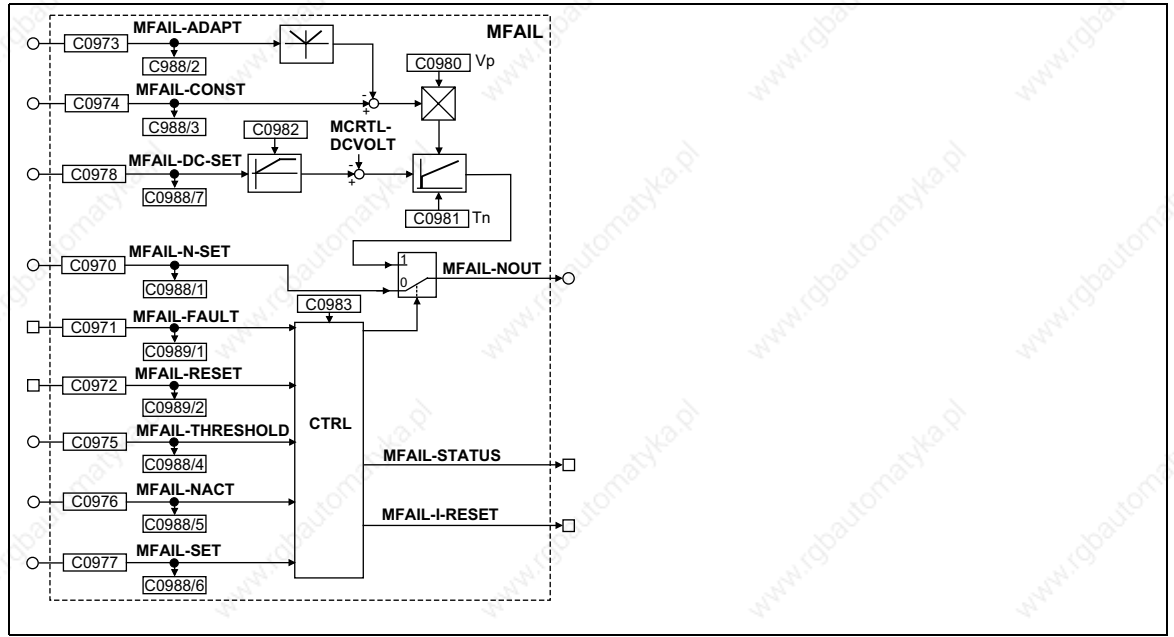 MFAIL
C0973 MFAIL-ADAPT
C988/2
C0980 Vp
C0974 MFAIL-CONST
C988/3
C0982
MCRTL-
DCVOLT
C0978 MFAIL-DC-SET
C0988/7
C0981 Tn
C0970 MFAIL-N-SET
C0988/1
1
0
MFAIL-NOUT
C0983
C0971 MFAIL-FAULT
C0989/1
C0972 MFAIL-RESET
C0989/2
CTRL
C0975 MFAIL-THRESHOLD
C0988/4
MFAIL-STATUS
C0976 MFAIL-NACT
C0988/5
MFAIL-I-RESET
C0977 MFAIL-SET
C0988/6
- +
- +
www.rgbautomatyka.pl